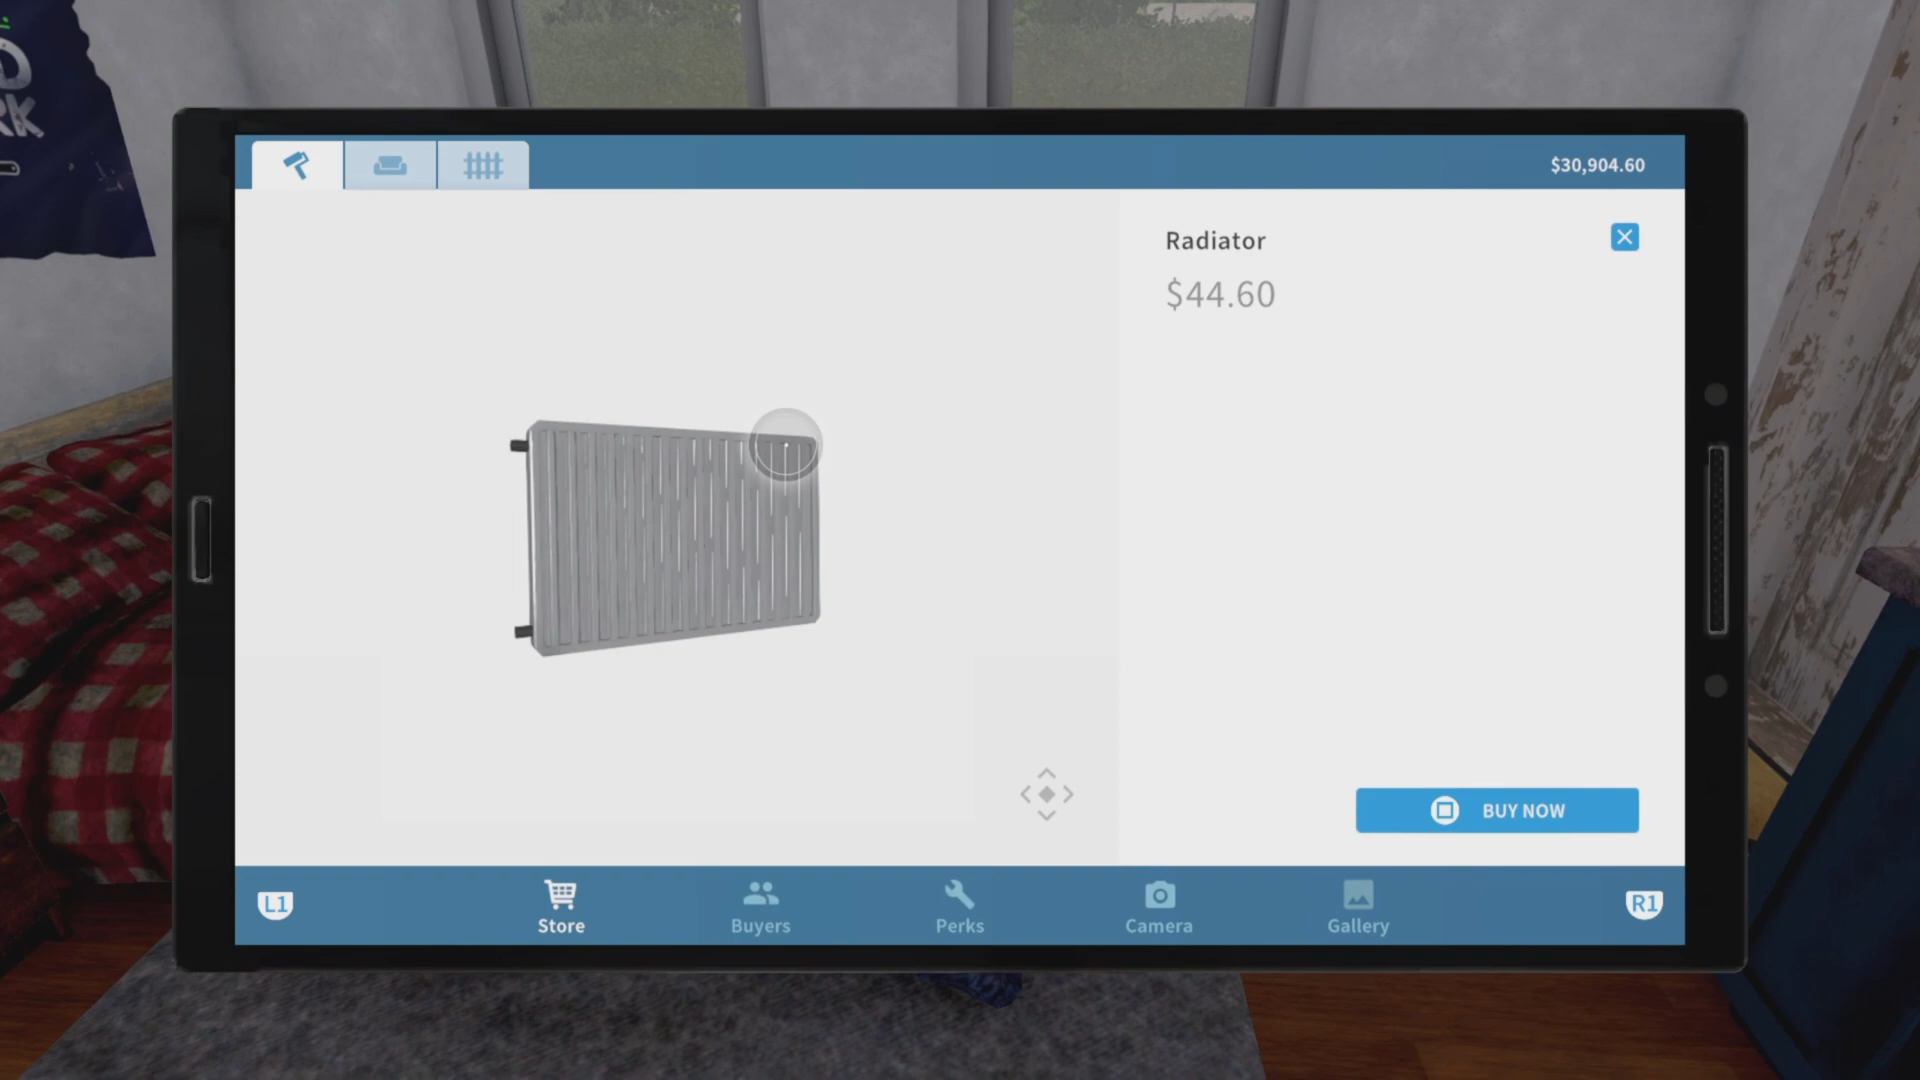 $30,904.60
Radiator
$44.60
BUY NOW
L1
Store
Buyers
Perks
Camera
Gallery
R1